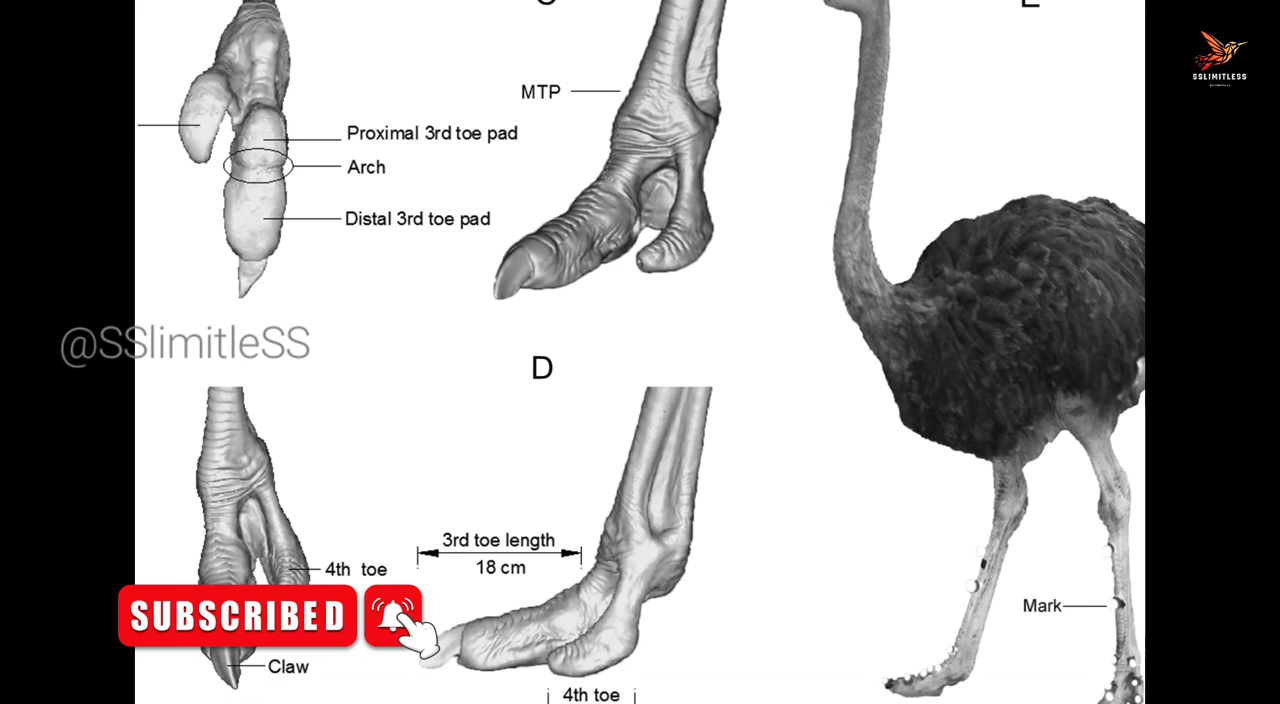 MTP
Proximal 3rd toe pad
Arch
Distal 3rd toe pad
SSLIMITLESS
@SSlimitleSS
D
3rd toe length
18 cm
4th toe
SUBSCRIBED
Mark
Claw
4th toe